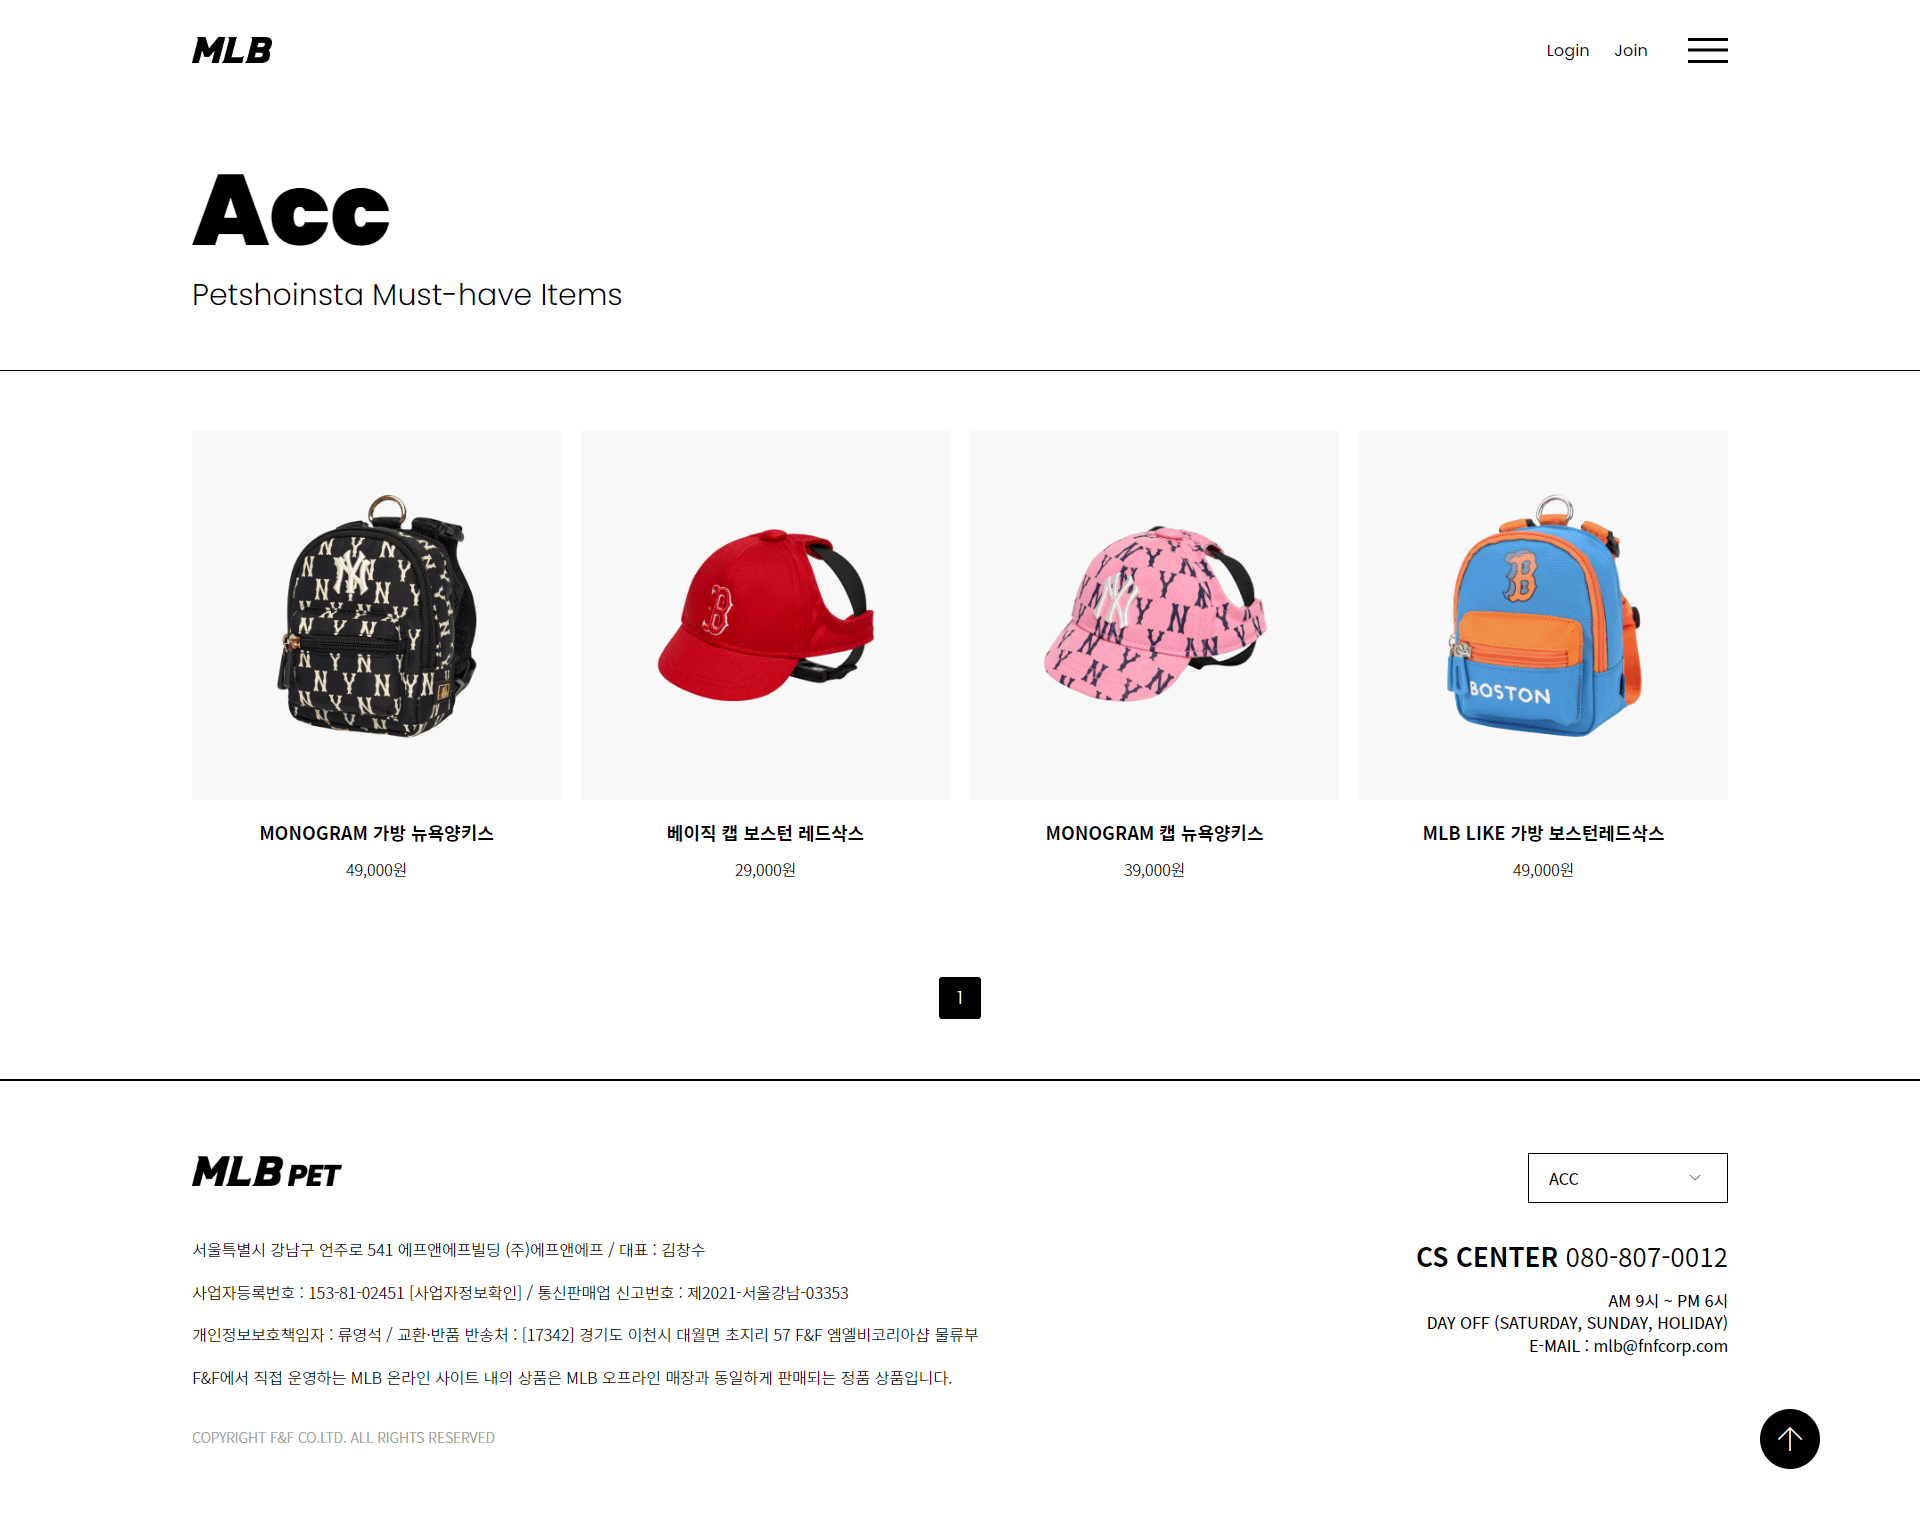 MLB
Login Join
Acc
Petshoinsta Must-have Items
BOSTON
MONOGRAM 가방 뉴욕양키스
49,000원
베이직 캡 보스턴 레드삭스
29,000원
MONOGRAM 캡 뉴욕양키스
39,000원
MLB LIKE 가방 보스턴레드삭스
49,000원
1
MLB PET
서울특별시 강남구 언주로 541 에프앤에프빌딩 (주)에프앤에프 / 대표 : 김창수
사업자등록번호 : 153-81-02451 [사업자정보확인] / 통신판매업 신고번호 : 제2021-서울강남-03353
개인정보보호책임자 : 류영석 / 교환·반품 반송처 : [17342] 경기도 이천시 대월면 초지리 57 F&F 엠엘비코리아샵 물류부
F&F에서 직접 운영하는 MLB 온라인 사이트 내의 상품은 MLB 오프라인 매장과 동일하게 판매되는 정품 상품입니다.
COPYRIGHT F&F CO.LTD. ALL RIGHTS RESERVED
ACC
CS CENTER 080-807-0012
AM 9시 ~ PM 6시
DAY OFF (SATURDAY, SUNDAY, HOLIDAY)
E-MAIL : mlb@fnfcorp.com